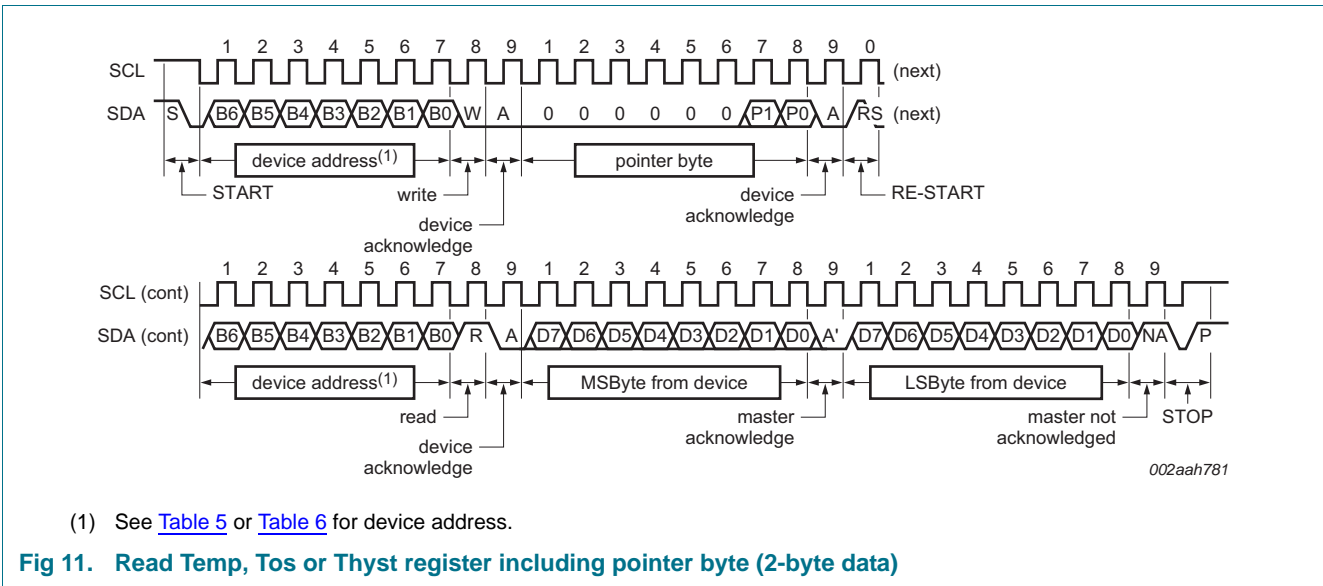 1 2 3 4 5 6 7 8 9 1 2 3 4 5 6 7 8 9 0
SCL (next)
SDA S B6 B5 B4 B3 B2 B1 B0 W A 0 0 0 0 0 0 P1 P0 A RS (next)
device address(1) pointer byte
START write device RE-START
acknowledge
device
acknowledge
1 2 3 4 5 6 7 8 9 1 2 3 4 5 6 7 8 9 1 2 3 4 5 6 7 8 9
SCL (cont)
SDA (cont) B6 B5 B4 B3 B2 B1 B0 R A D7 D6 D5 D4 D3 D2 D1 D0 A' D7 D6 D5 D4 D3 D2 D1 D0 NA P
device address(1) MSByte from device LSByte from device
read master master not STOP
acknowledge acknowledged
device
acknowledge
002aah781
(1) See Table 5 or Table 6 for device address.
Fig 11. Read Temp, Tos or Thyst register including pointer byte (2-byte data)